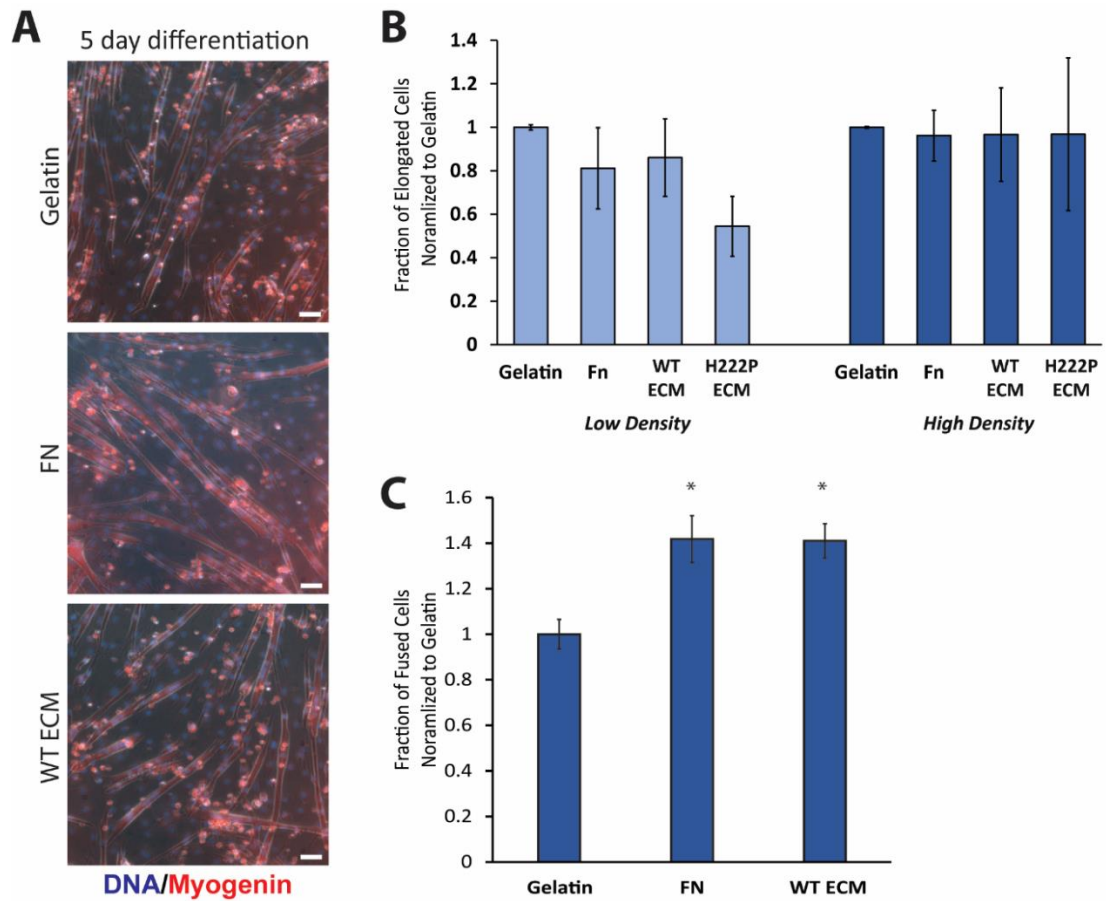 A
5 day differentiation
Gelatin
FN
WT ECM
DNA/Myogenin
B
Fraction of Elongated Cells
Noramlized to Gelatin
1.4
1.2
1
0.8
0.6
0.4
0.2
0
Gelatin Fn WT H222P Gelatin Fn WT H222P
ECM ECM ECM ECM
Low Density High Density
C
Fraction of Fused Cells
Noramlized to Gelatin
* *
1.6
1.4
1.2
1
0.8
0.6
0.4
0.2
0
Gelatin FN WT ECM